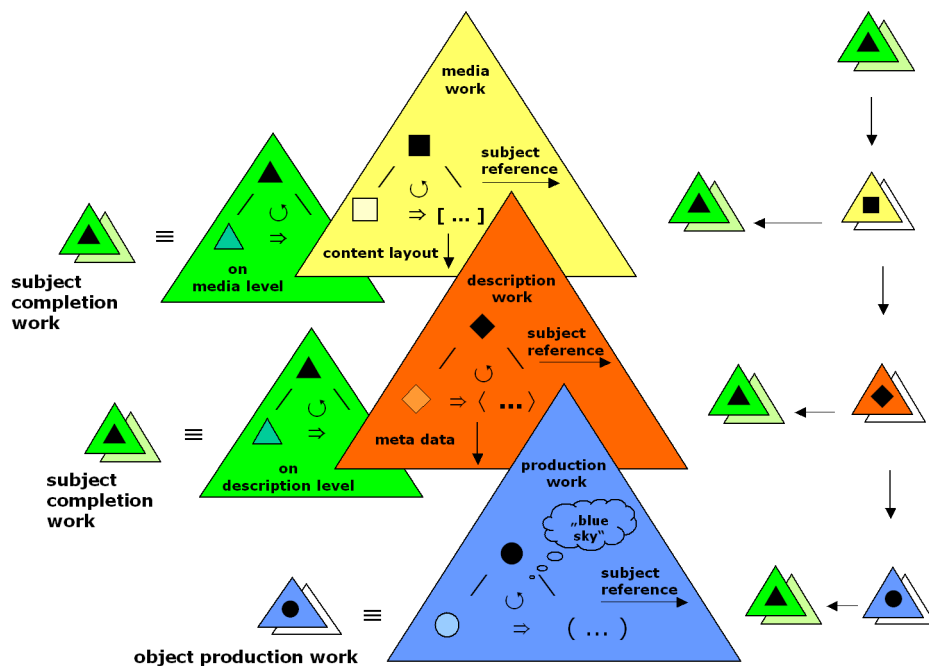 media
work
subject
reference
[ ... ]
content layout
on
media level
subject
completion
work
description
work
subject
reference
⟨ ... ⟩
meta data
on
description level
subject
completion
work
production
work
„blue
sky“
subject
reference
( ... )
object production work